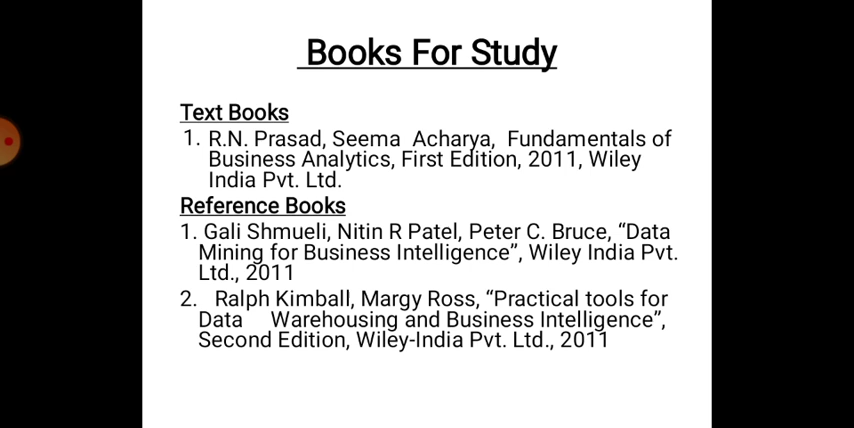 Books For Study
Text Books
1. R.N. Prasad, Seema Acharya, Fundamentals of
Business Analytics, First Edition, 2011, Wiley
India Pvt. Ltd.
Reference Books
1. Gali Shmueli, Nitin R Patel, Peter C. Bruce, “Data
Mining for Business Intelligence”, Wiley India Pvt.
Ltd., 2011
2. Ralph Kimball, Margy Ross, “Practical tools for
Data Warehousing and Business Intelligence”,
Second Edition, Wiley-India Pvt. Ltd., 2011